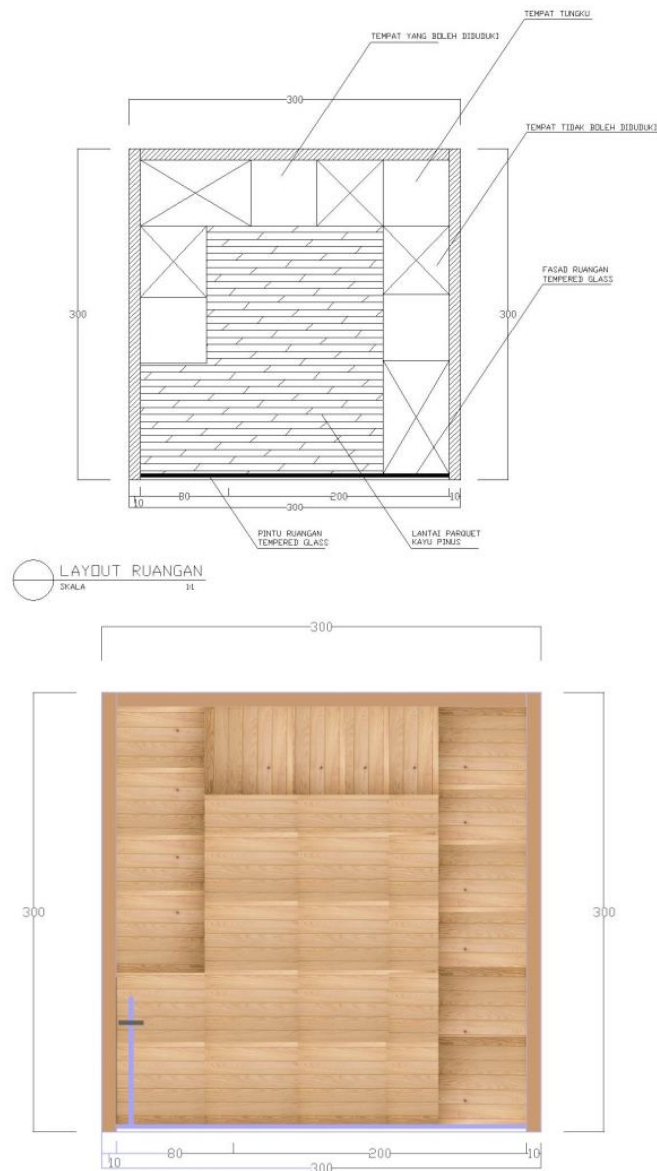 TEMPAT TUNGKU
TEMPAT YANG BOLEH DIDUDUKI
300
TEMPAT TIDAK BOLEH DIDUDUKI
FASAD RUANGAN
TEMPERED GLASS
300
300
10
80
200
10
300
PINTU RUANGAN
TEMPERED GLASS
LANTAI PARQUET
KAYU PINUS
LAYOUT RUANGAN
SKALA 1:1
300
300
300
10
80
200
10
300